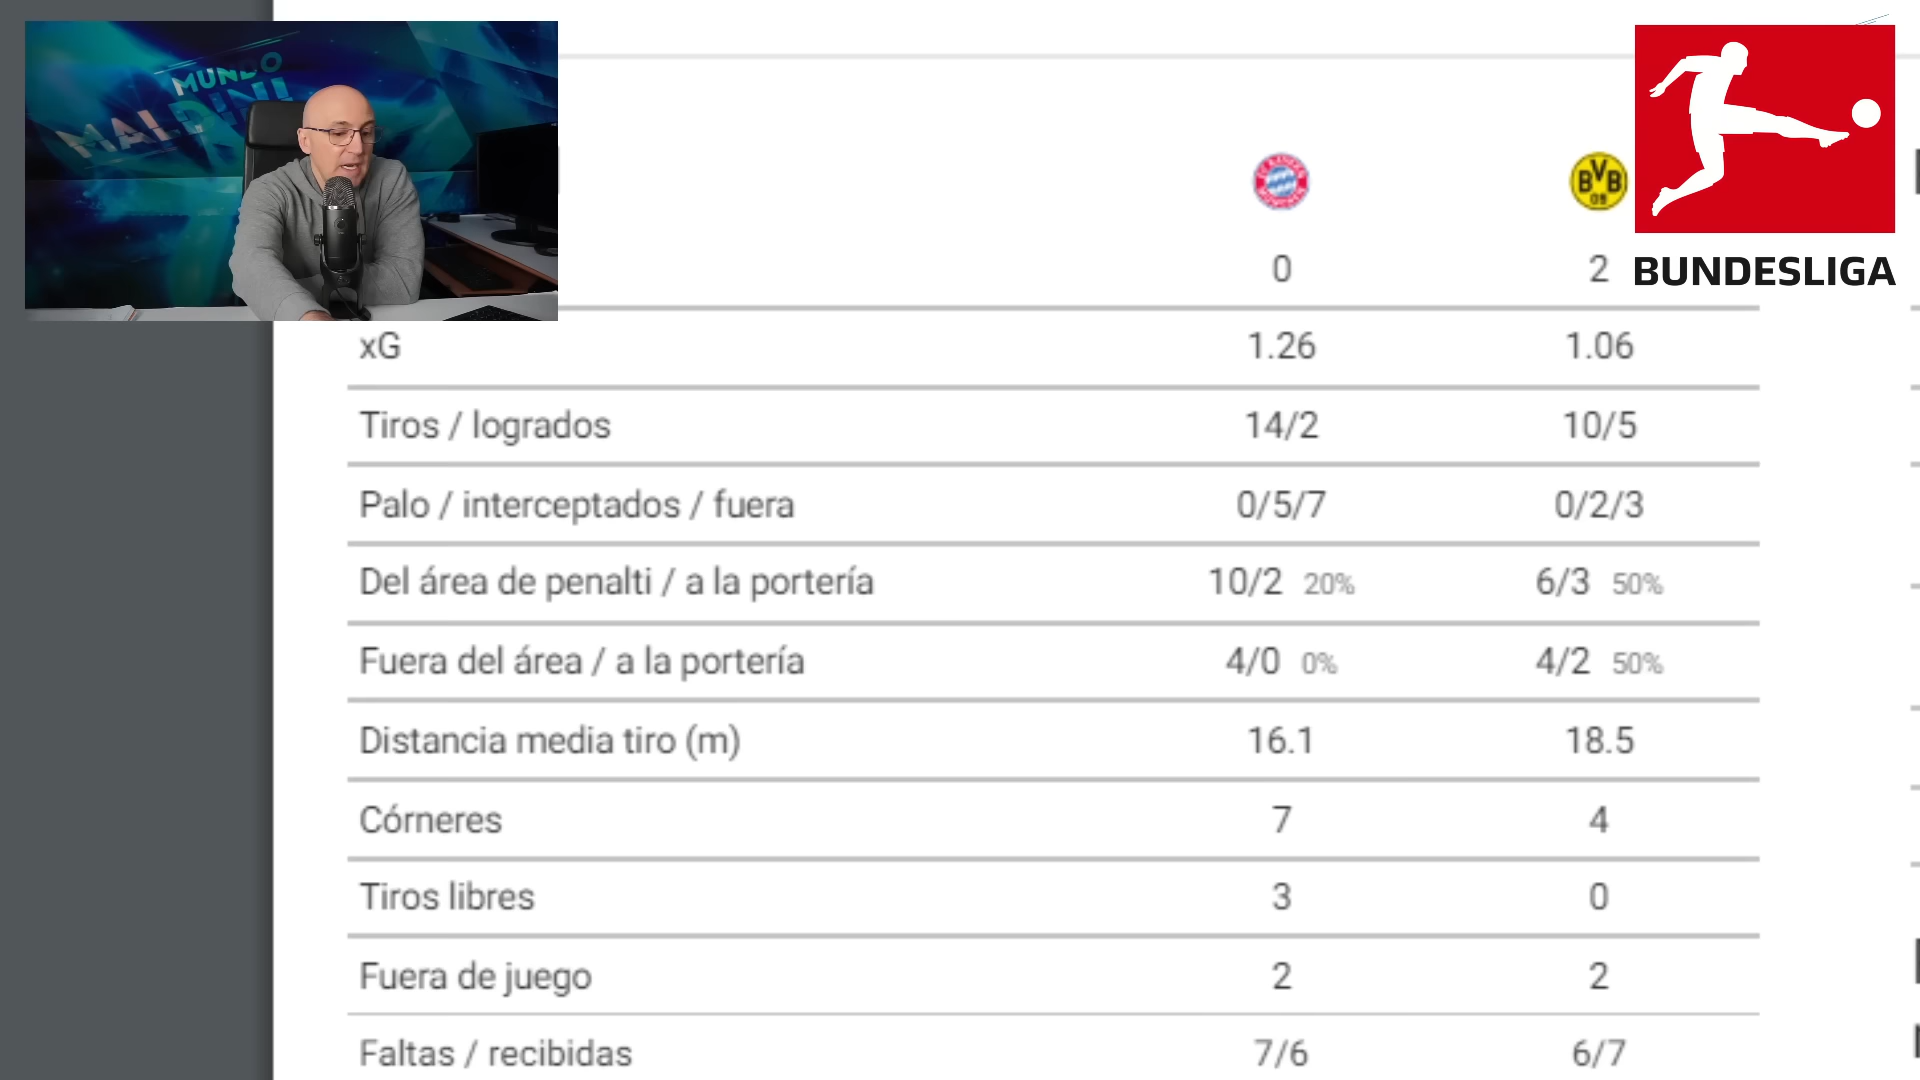 MUNDO
MALDINI
BVB
09
0 2
BUNDESLIGA
xG 1.26 1.06
Tiros / logrados 14/2 10/5
Palo / interceptados / fuera 0/5/7 0/2/3
Del área de penalti / a la portería 10/2 20% 6/3 50%
Fuera del área / a la portería 4/0 0% 4/2 50%
Distancia media tiro (m) 16.1 18.5
Córneres 7 4
Tiros libres 3 0
Fuera de juego 2 2
Faltas / recibidas 7/6 6/7